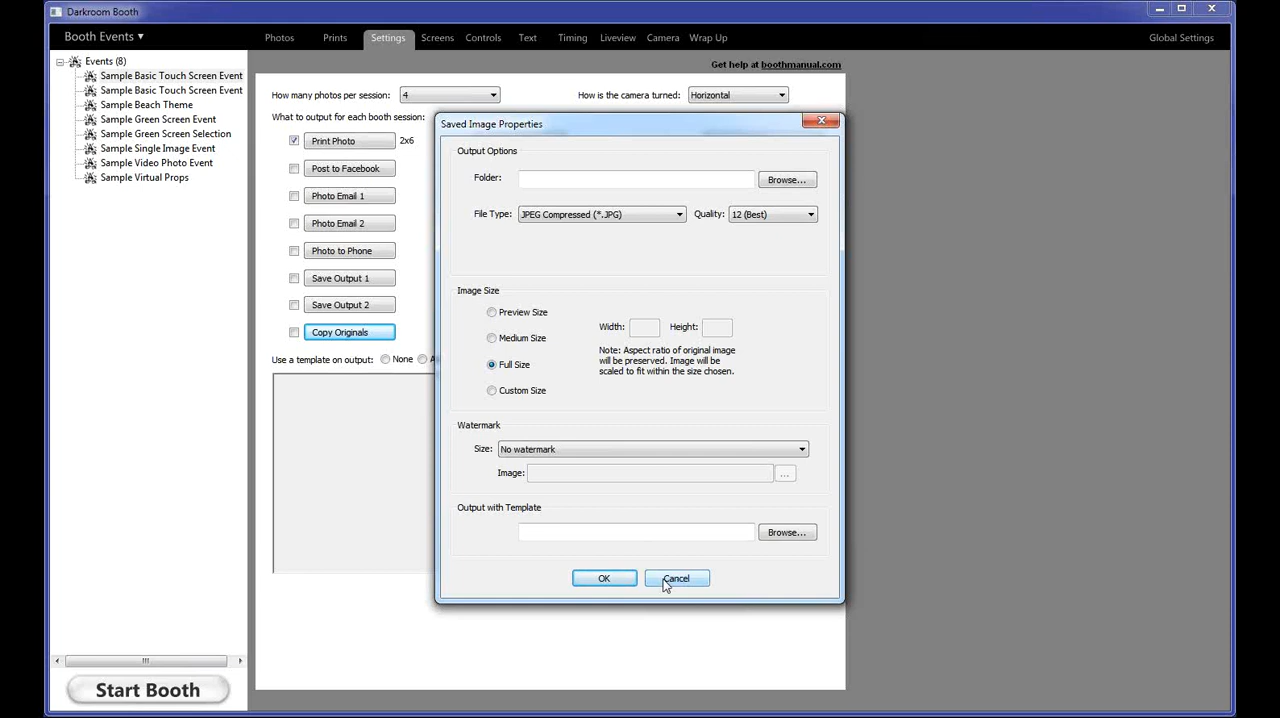 Darkroom Booth
Booth Events ▾ Photos Prints Settings Screens Controls Text Timing Liveview Camera Wrap Up Global Settings
Events (8)
Sample Basic Touch Screen Event
Sample Basic Touch Screen Event
Sample Beach Theme
Sample Green Screen Event
Sample Green Screen Selection
Sample Single Image Event
Sample Video Photo Event
Sample Virtual Props
Start Booth
Get help at boothmanual.com
How many photos per session: 4 How is the camera turned: Horizontal
What to output for each booth session:
Print Photo 2x6
Post to Facebook
Photo Email 1
Photo Email 2
Photo to Phone
Save Output 1
Save Output 2
Copy Originals
Use a template on output: None
Saved Image Properties
Output Options
Folder: Browse...
File Type: JPEG Compressed (*.JPG) Quality: 12 (Best)
Image Size
Preview Size
Medium Size
Full Size
Custom Size
Width: Height:
Note: Aspect ratio of original image
will be preserved. Image will be
scaled to fit within the size chosen.
Watermark
Size: No watermark
Image: ...
Output with Template
Browse...
OK Cancel